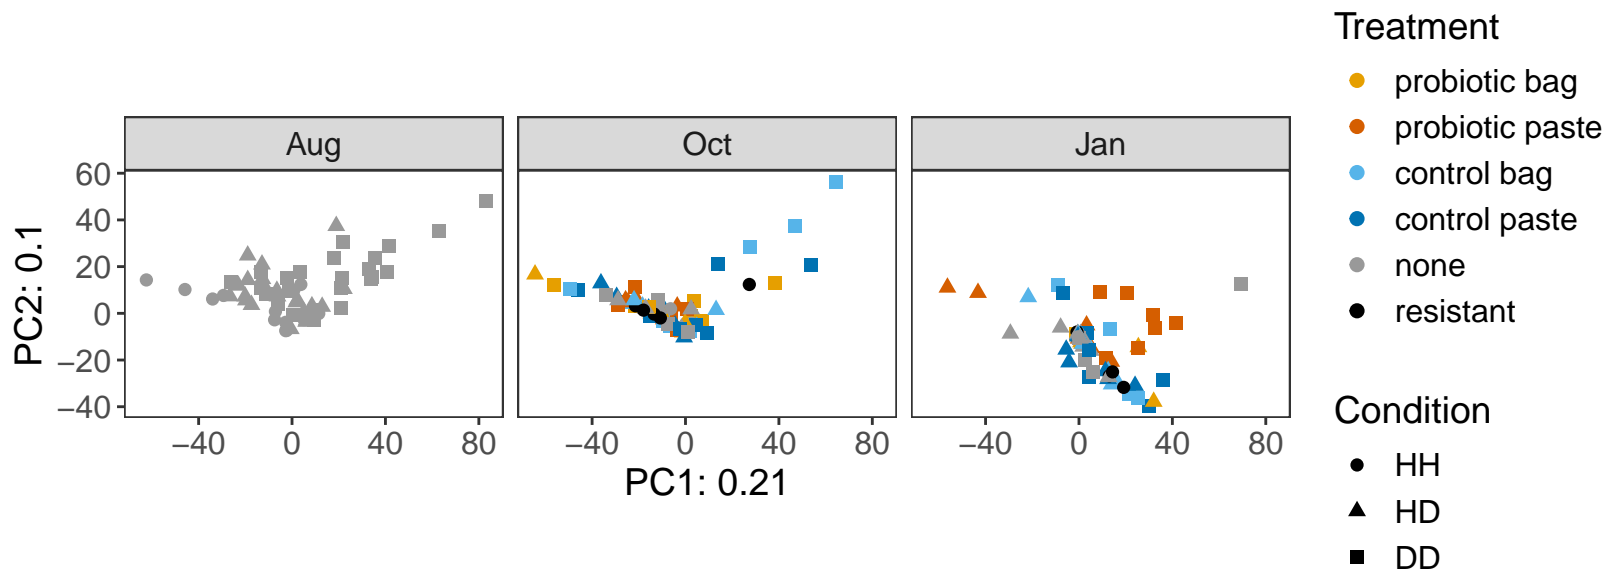 Treatment
probiotic bag
probiotic paste
control bag
control paste
none
resistant
Aug
Oct
Jan
60
40
20
0
−20
−40
PC2: 0.1
−40 0 40 80
−40 0 40 80
−40 0 40 80
PC1: 0.21
Condition
HH
HD
DD